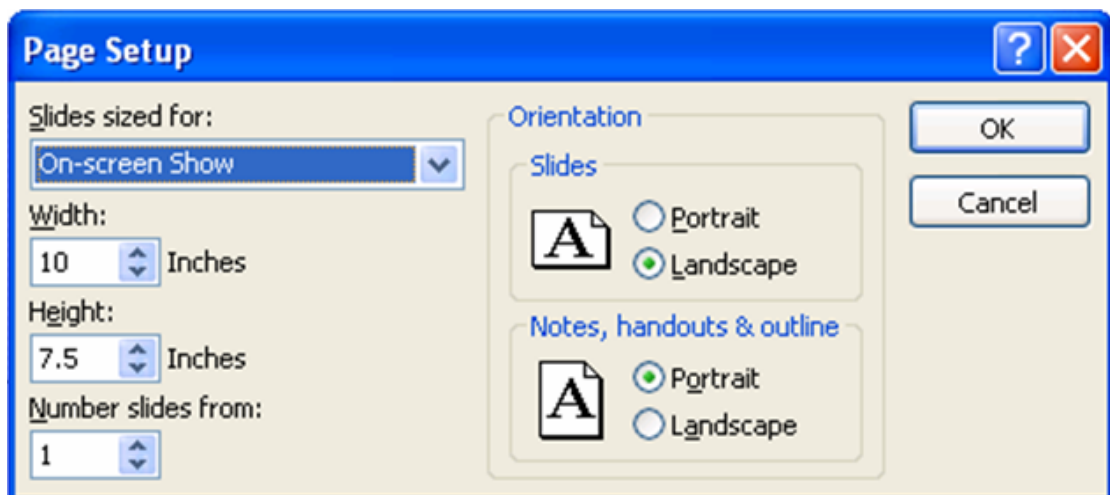 Page Setup
?
Slides sized for:
On-screen Show
Width:
10 Inches
Height:
7.5 Inches
Number slides from:
1
Orientation
Slides
A
Portrait
Landscape
Notes, handouts & outline
A
Portrait
Landscape
OK
Cancel